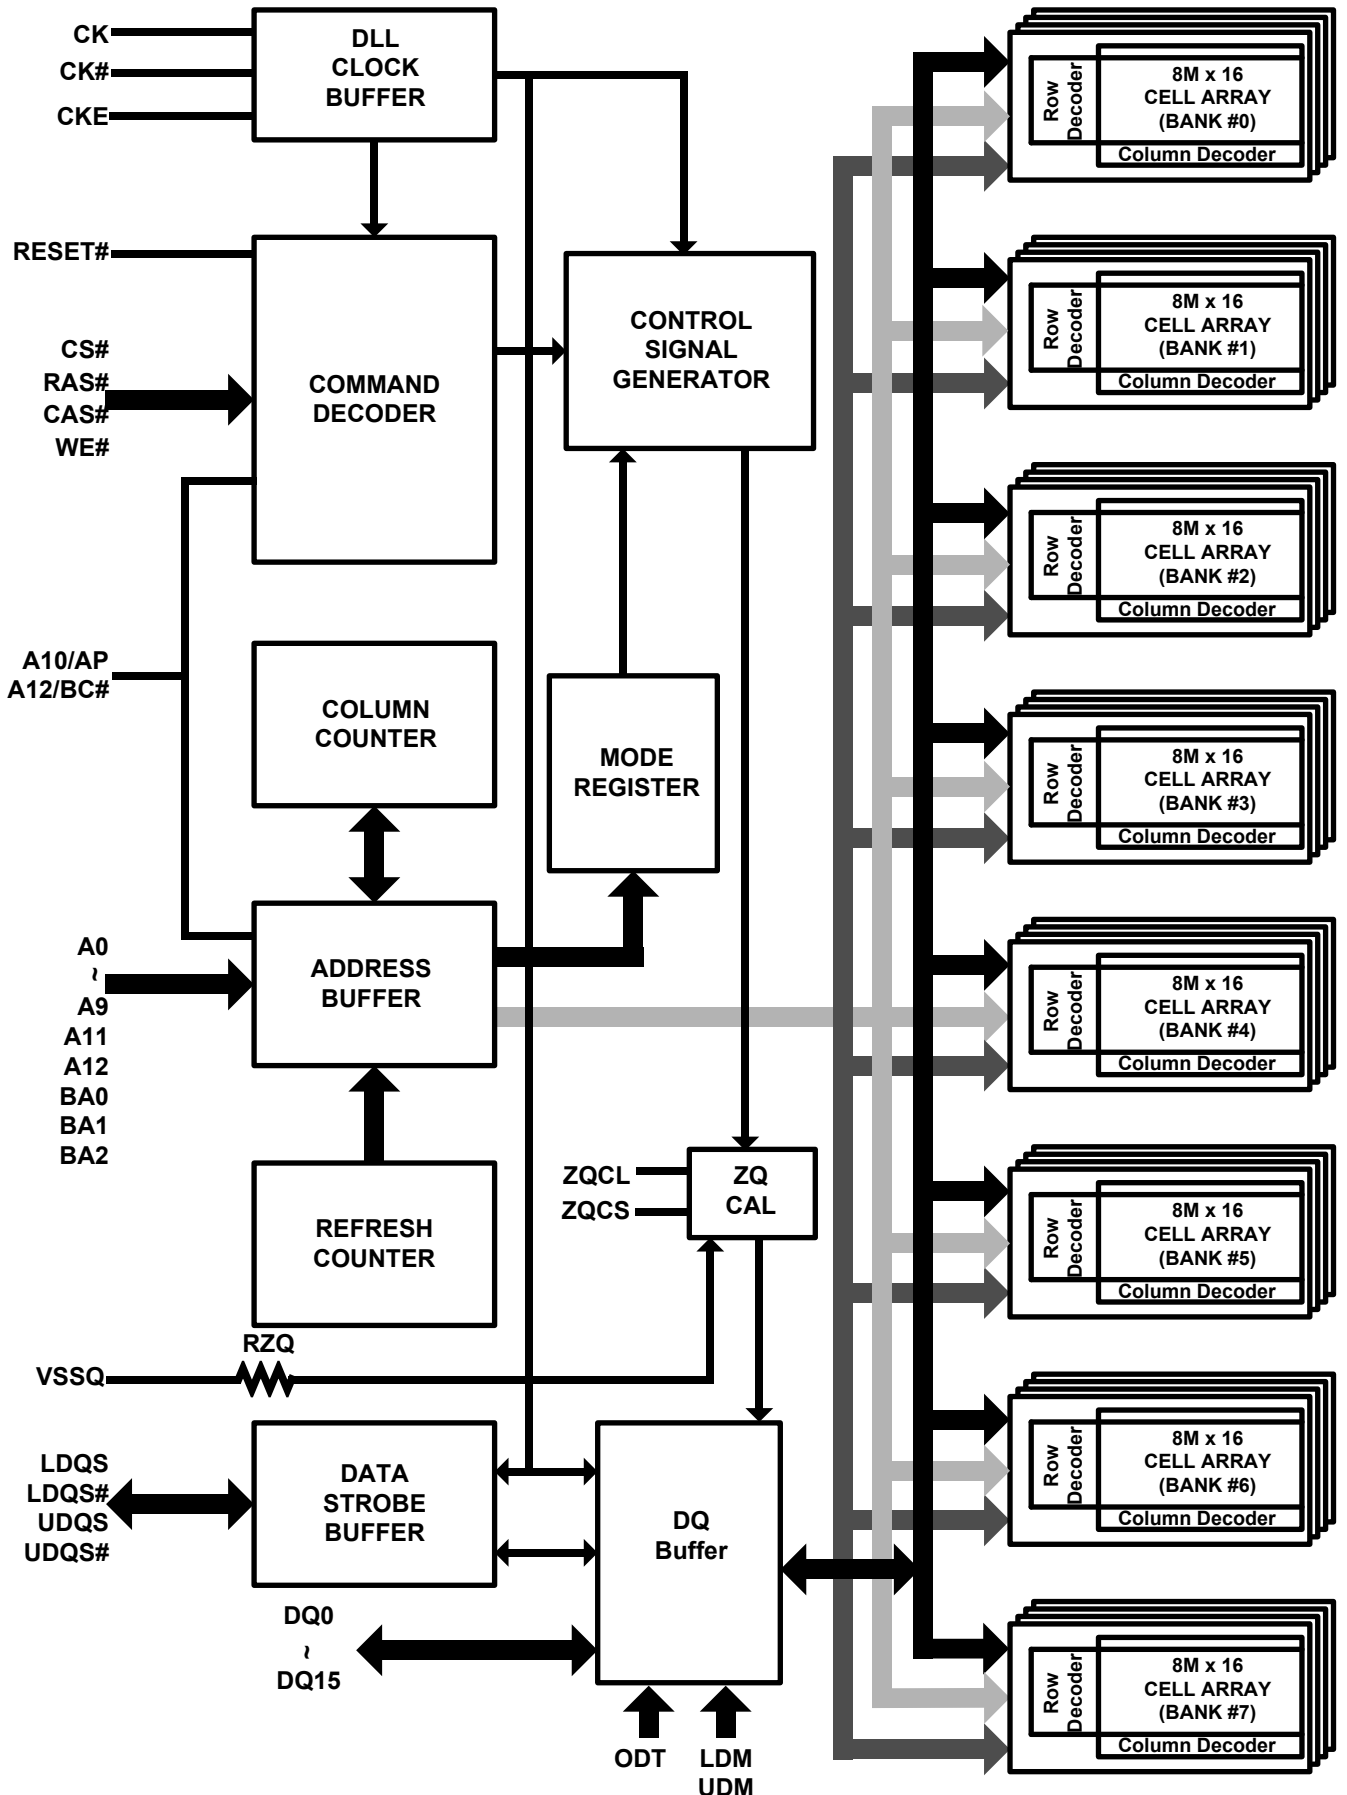 CK
CK#
CKE
DLL
CLOCK
BUFFER
RESET#
CS#
RAS#
CAS#
WE#
COMMAND
DECODER
CONTROL
SIGNAL
GENERATOR
A10/AP
A12/BC#
COLUMN
COUNTER
MODE
REGISTER
A0
~
A9
A11
A12
BA0
BA1
BA2
ADDRESS
BUFFER
REFRESH
COUNTER
ZQCL
ZQCS
ZQ
CAL
RZQ
VSSQ
LDQS
LDQS#
UDQS
UDQS#
DATA
STROBE
BUFFER
DQ
Buffer
DQ0
~
DQ15
ODT
LDM
UDM
Row
Decoder
8M x 16
CELL ARRAY
(BANK #0)
Column Decoder
Row
Decoder
8M x 16
CELL ARRAY
(BANK #1)
Column Decoder
Row
Decoder
8M x 16
CELL ARRAY
(BANK #2)
Column Decoder
Row
Decoder
8M x 16
CELL ARRAY
(BANK #3)
Column Decoder
Row
Decoder
8M x 16
CELL ARRAY
(BANK #4)
Column Decoder
Row
Decoder
8M x 16
CELL ARRAY
(BANK #5)
Column Decoder
Row
Decoder
8M x 16
CELL ARRAY
(BANK #6)
Column Decoder
Row
Decoder
8M x 16
CELL ARRAY
(BANK #7)
Column Decoder